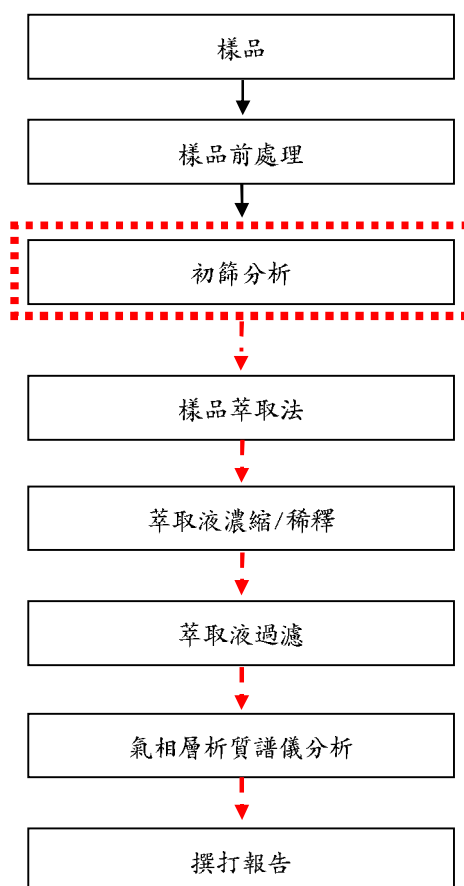 樣品
樣品前處理
初篩分析
樣品萃取法
萃取液濃縮/稀釋
萃取液過濾
氣相層析質譜儀分析
撰打報告